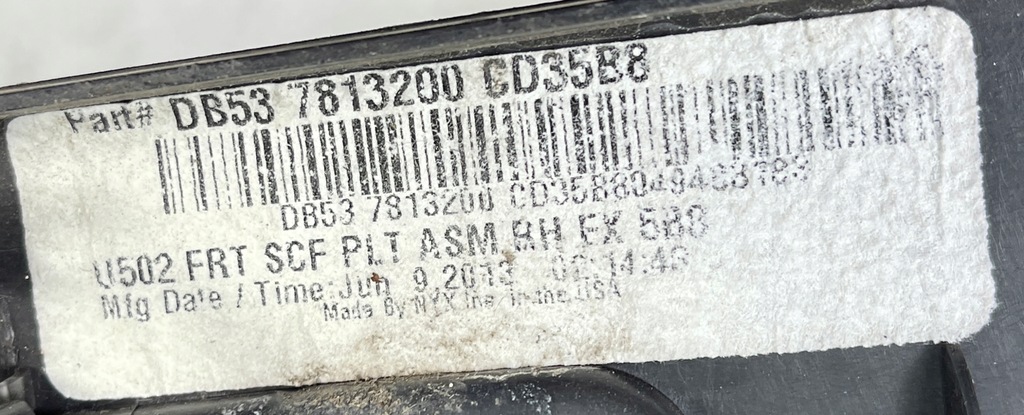 Part# DB53 7813200 CD35B8
DB53 7813200 CD35B8
U502 FRT SCF PLT ASM RH EX 5B8
Mfg Date / Time: Jun 9, 2013
Made By NYX Inc. in the USA